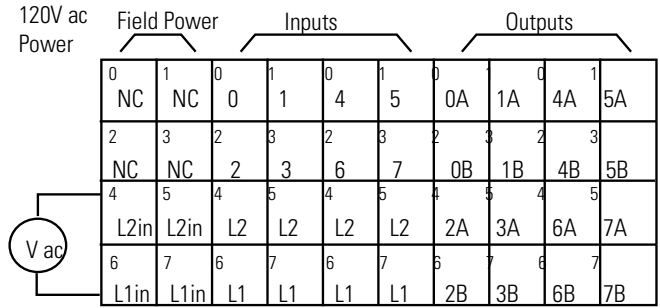 120V ac
Power
Field Power
Inputs
Outputs
0 1 0 1 0 1 0 1 0 1
NC NC 0 1 4 5 0A 1A 4A 5A
2 3 2 3 2 3 2 3 2 3
NC NC 2 3 6 7 0B 1B 4B 5B
4 5 4 5 4 5 4 5 4 5
L2in L2in L2 L2 L2 L2 2A 3A 6A 7A
6 7 6 7 6 7 6 7 6 7
L1in L1in L1 L1 L1 L1 2B 3B 6B 7B
V ac